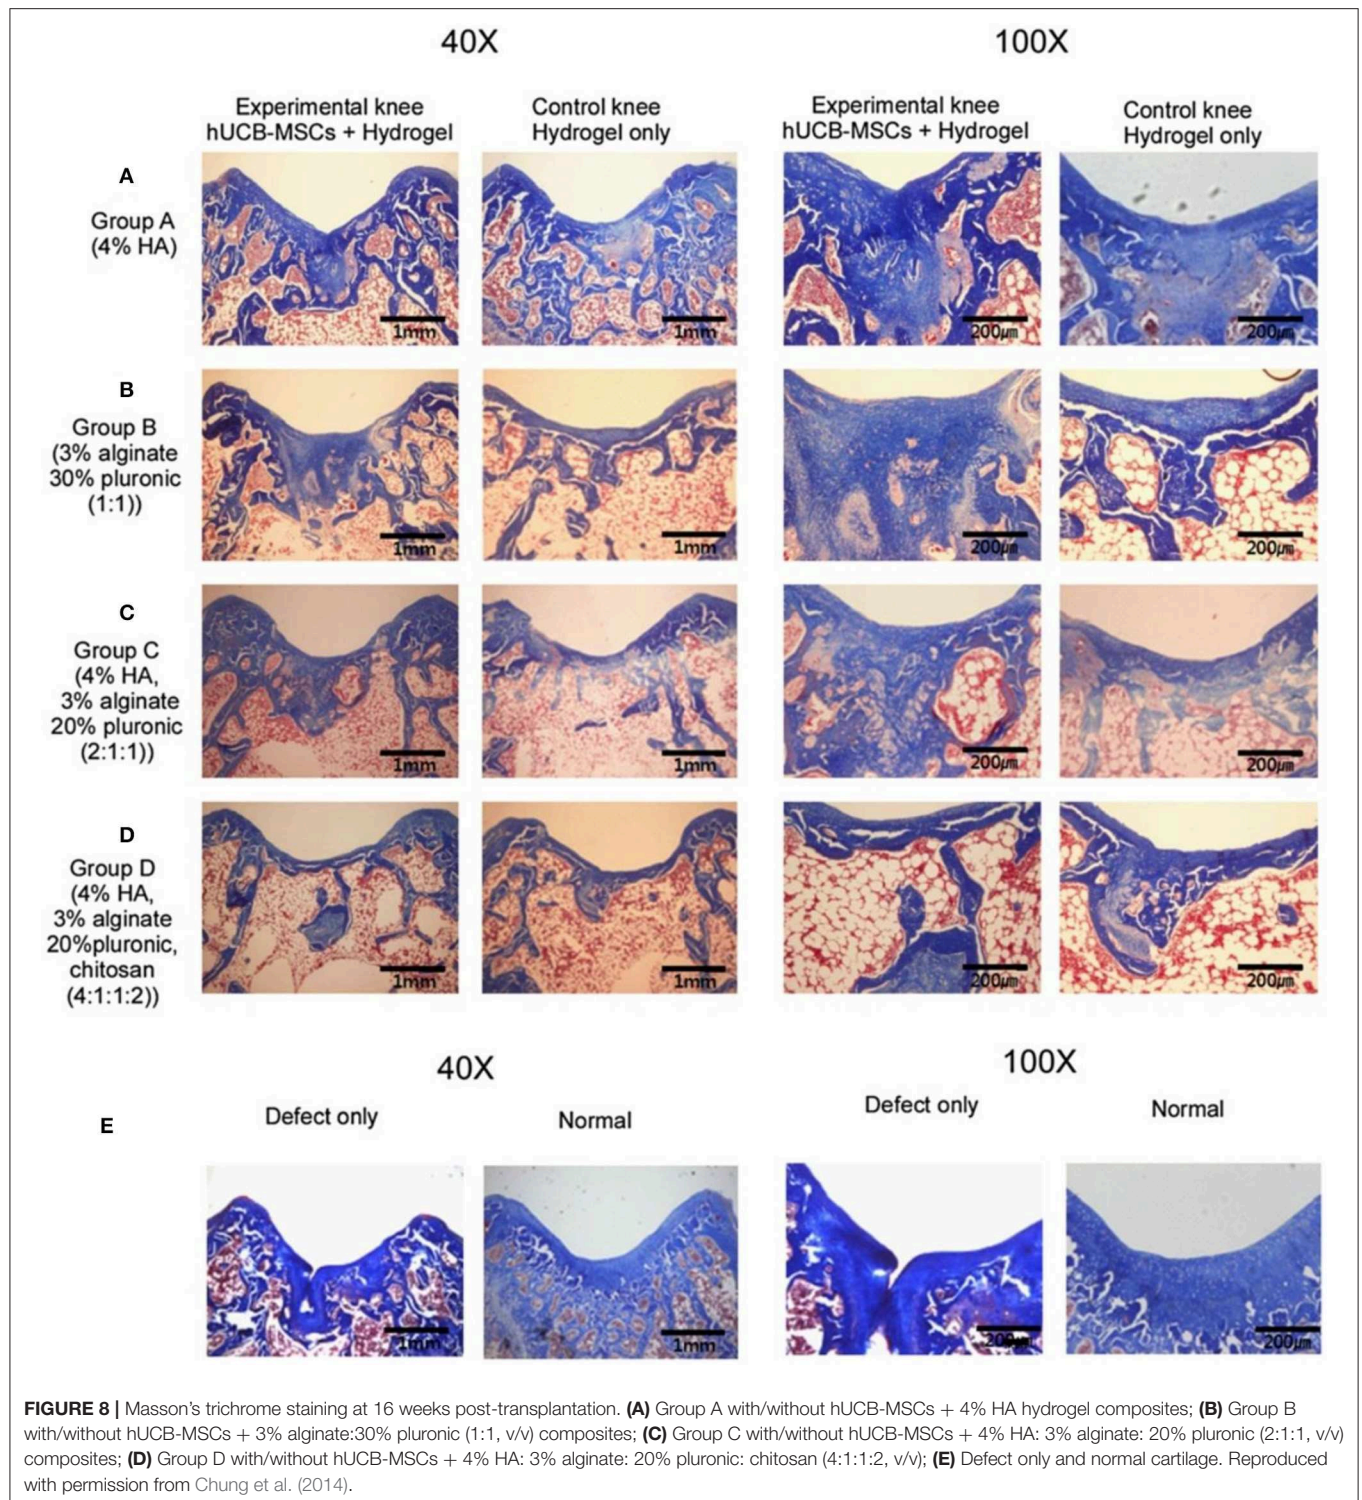 40X
100X
Experimental knee
hUCB-MSCs + Hydrogel
Control knee
Hydrogel only
Experimental knee
hUCB-MSCs + Hydrogel
Control knee
Hydrogel only
A
Group A
(4% HA)
1mm
1mm
200㎛
200㎛
B
Group B
(3% alginate
30% pluronic
(1:1))
1mm
1mm
200㎛
200㎛
C
Group C
(4% HA,
3% alginate
20% pluronic
(2:1:1))
1mm
1mm
200㎛
200㎛
D
Group D
(4% HA,
3% alginate
20%pluronic,
chitosan
(4:1:1:2))
1mm
1mm
200㎛
200㎛
40X
100X
E
Defect only
Normal
Defect only
Normal
1mm
1mm
200㎛
200㎛
FIGURE 8 | Masson's trichrome staining at 16 weeks post-transplantation. (A) Group A with/without hUCB-MSCs + 4% HA hydrogel composites; (B) Group B
with/without hUCB-MSCs + 3% alginate:30% pluronic (1:1, v/v) composites; (C) Group C with/without hUCB-MSCs + 4% HA: 3% alginate: 20% pluronic (2:1:1, v/v)
composites; (D) Group D with/without hUCB-MSCs + 4% HA: 3% alginate: 20% pluronic: chitosan (4:1:1:2, v/v); (E) Defect only and normal cartilage. Reproduced
with permission from Chung et al. (2014).